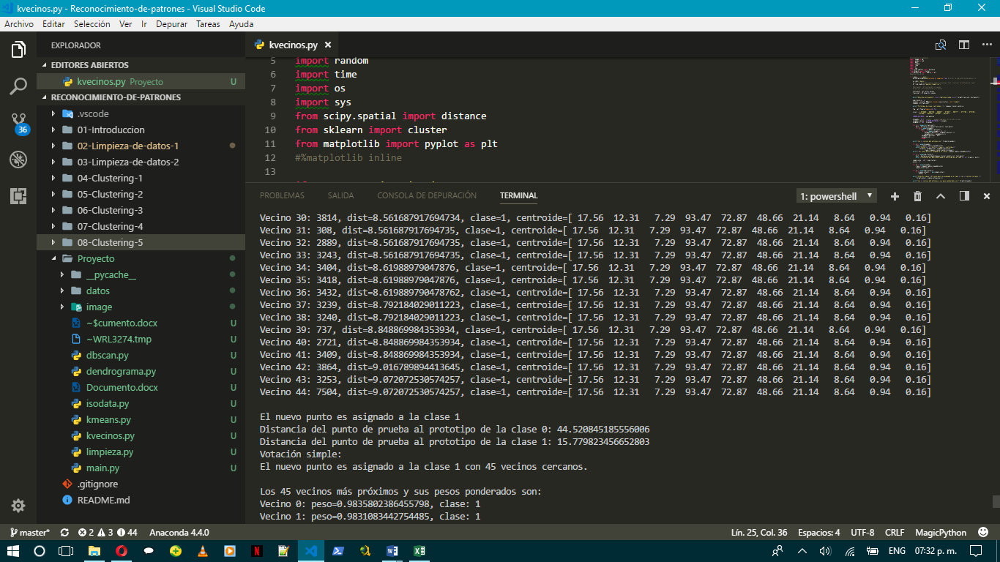 kvecinos.py - Reconocimiento-de-patrones - Visual Studio Code
Archivo Editar Selección Ver Ir Depurar Tareas Ayuda
EXPLORADOR
EDITORES ABIERTOS
kvecinos.py Proyecto U
RECONOCIMIENTO-DE-PATRONES
.vscode
01-Introduccion
02-Limpieza-de-datos-1
03-Limpieza-de-datos-2
04-Clustering-1
05-Clustering-2
06-Clustering-3
07-Clustering-4
08-Clustering-5
Proyecto
__pycache__
datos
image
~$cumento.docx U
~WRL3274.tmp U
dbscan.py U
dendrograma.py U
Documento.docx U
isodata.py U
kmeans.py U
kvecinos.py U
limpieza.py U
main.py U
.gitignore
README.md
36
kvecinos.py
5 import random
6 import time
7 import os
8 import sys
9 from scipy.spatial import distance
10 from sklearn import cluster
11 from matplotlib import pyplot as plt
12 #%matplotlib inline
13
PROBLEMAS SALIDA CONSOLA DE DEPURACIÓN TERMINAL 1: powershell
Vecino 30: 3814, dist=8.561687917694734, clase=1, centroide=[ 17.56 12.31 7.29 93.47 72.87 48.66 21.14 8.64 0.94 0.16]
Vecino 31: 308, dist=8.561687917694735, clase=1, centroide=[ 17.56 12.31 7.29 93.47 72.87 48.66 21.14 8.64 0.94 0.16]
Vecino 32: 2889, dist=8.561687917694735, clase=1, centroide=[ 17.56 12.31 7.29 93.47 72.87 48.66 21.14 8.64 0.94 0.16]
Vecino 33: 3243, dist=8.561687917694735, clase=1, centroide=[ 17.56 12.31 7.29 93.47 72.87 48.66 21.14 8.64 0.94 0.16]
Vecino 34: 3404, dist=8.61988979047876, clase=1, centroide=[ 17.56 12.31 7.29 93.47 72.87 48.66 21.14 8.64 0.94 0.16]
Vecino 35: 3418, dist=8.61988979047876, clase=1, centroide=[ 17.56 12.31 7.29 93.47 72.87 48.66 21.14 8.64 0.94 0.16]
Vecino 36: 3432, dist=8.619889790478762, clase=1, centroide=[ 17.56 12.31 7.29 93.47 72.87 48.66 21.14 8.64 0.94 0.16]
Vecino 37: 3239, dist=8.792184029011223, clase=1, centroide=[ 17.56 12.31 7.29 93.47 72.87 48.66 21.14 8.64 0.94 0.16]
Vecino 38: 3240, dist=8.792184029011223, clase=1, centroide=[ 17.56 12.31 7.29 93.47 72.87 48.66 21.14 8.64 0.94 0.16]
Vecino 39: 737, dist=8.848869984353934, clase=1, centroide=[ 17.56 12.31 7.29 93.47 72.87 48.66 21.14 8.64 0.94 0.16]
Vecino 40: 2721, dist=8.848869984353934, clase=1, centroide=[ 17.56 12.31 7.29 93.47 72.87 48.66 21.14 8.64 0.94 0.16]
Vecino 41: 3409, dist=8.848869984353934, clase=1, centroide=[ 17.56 12.31 7.29 93.47 72.87 48.66 21.14 8.64 0.94 0.16]
Vecino 42: 3864, dist=9.016789894413645, clase=1, centroide=[ 17.56 12.31 7.29 93.47 72.87 48.66 21.14 8.64 0.94 0.16]
Vecino 43: 3253, dist=9.072072530574257, clase=1, centroide=[ 17.56 12.31 7.29 93.47 72.87 48.66 21.14 8.64 0.94 0.16]
Vecino 44: 7504, dist=9.072072530574257, clase=1, centroide=[ 17.56 12.31 7.29 93.47 72.87 48.66 21.14 8.64 0.94 0.16]
El nuevo punto es asignado a la clase 1
Distancia del punto de prueba al prototipo de la clase 0: 44.520845185556006
Distancia del punto de prueba al prototipo de la clase 1: 15.779823456652803
Votación simple:
El nuevo punto es asignado a la clase 1 con 45 vecinos cercanos.
Los 45 vecinos más próximos y sus pesos ponderados son:
Vecino 0: peso=0.9835802386455798, clase: 1
Vecino 1: peso=0.9831083442754485, clase: 1
master* 2 3 44 Anaconda 4.4.0 Lín. 25, Col. 36 Espacios: 4 UTF-8 CRLF MagicPython
ENG 07:32 p. m.